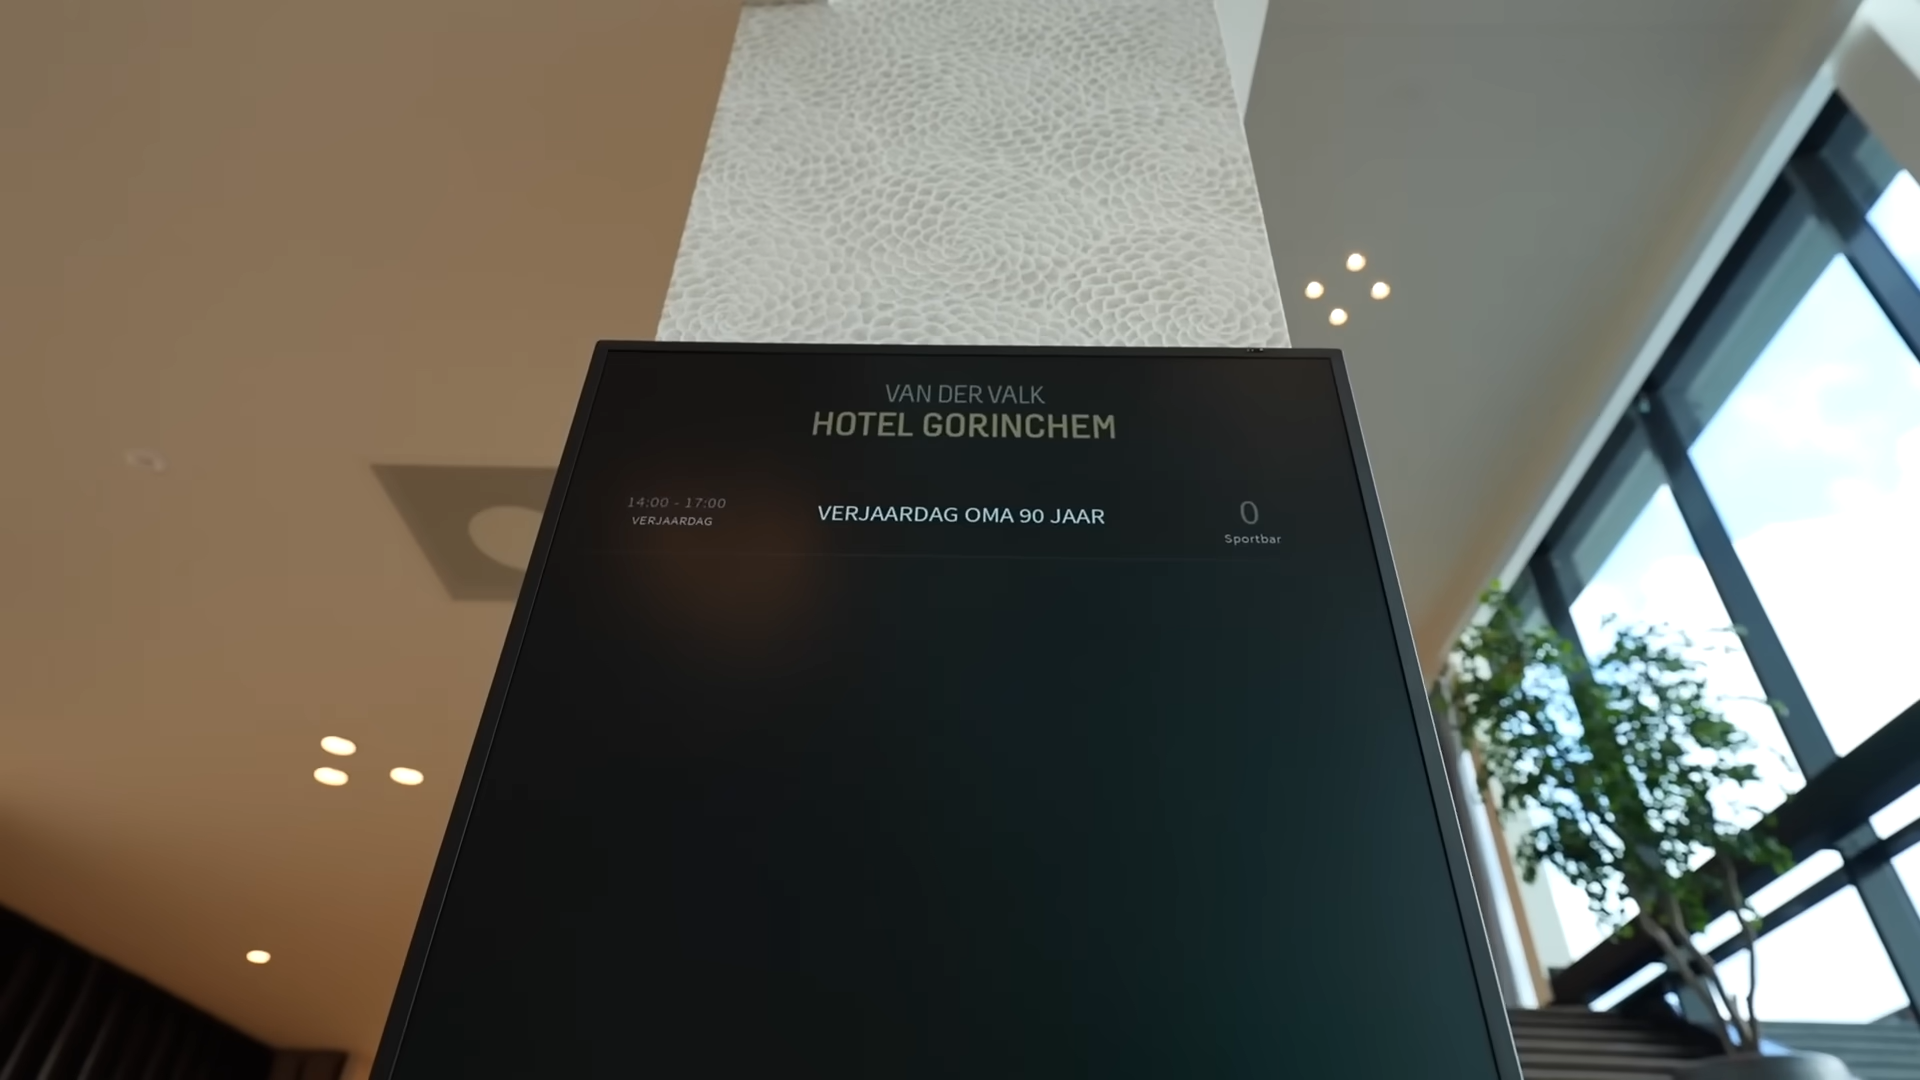 VAN DER VALK
HOTEL GORINCHEM
14:00 - 17:00
VERJAARDAG
VERJAARDAG OMA 90 JAAR
0
Sportbar